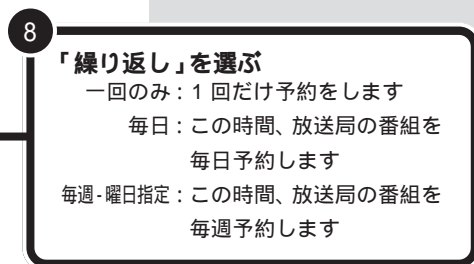 8
「繰り返し」を選ぶ
一回のみ：1回だけ予約をします
毎日：この時間、放送局の番組を
毎日予約します
毎週-曜日指定：この時間、放送局の番組を
毎週予約します